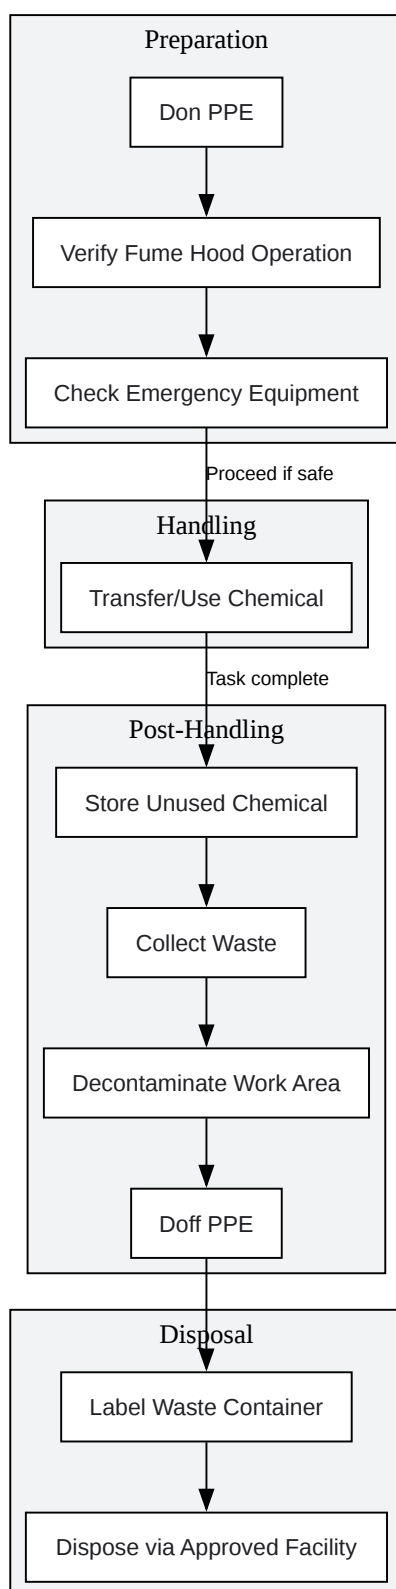 Preparation
Don PPE
Verify Fume Hood Operation
Check Emergency Equipment
Proceed if safe
Handling
Transfer/Use Chemical
Task complete
Post-Handling
Store Unused Chemical
Collect Waste
Decontaminate Work Area
Doff PPE
Disposal
Label Waste Container
Dispose via Approved Facility